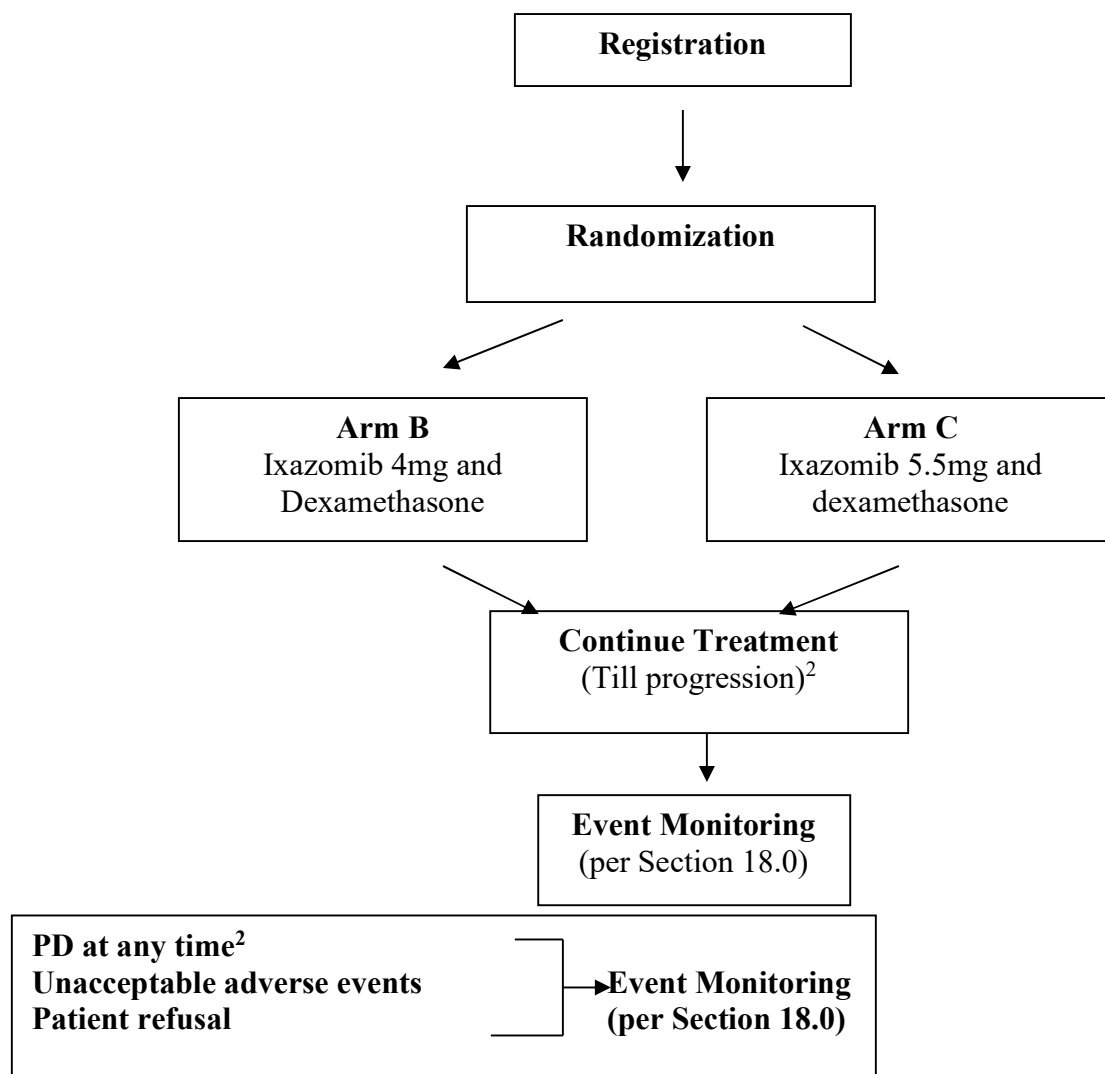 Registration
Randomization
Arm B
Ixazomib 4mg and
Dexamethasone
Arm C
Ixazomib 5.5mg and
dexamethasone
Continue Treatment
(Till progression)²
Event Monitoring
(per Section 18.0)
PD at any time²
Unacceptable adverse events
Patient refusal
Event Monitoring
(per Section 18.0)